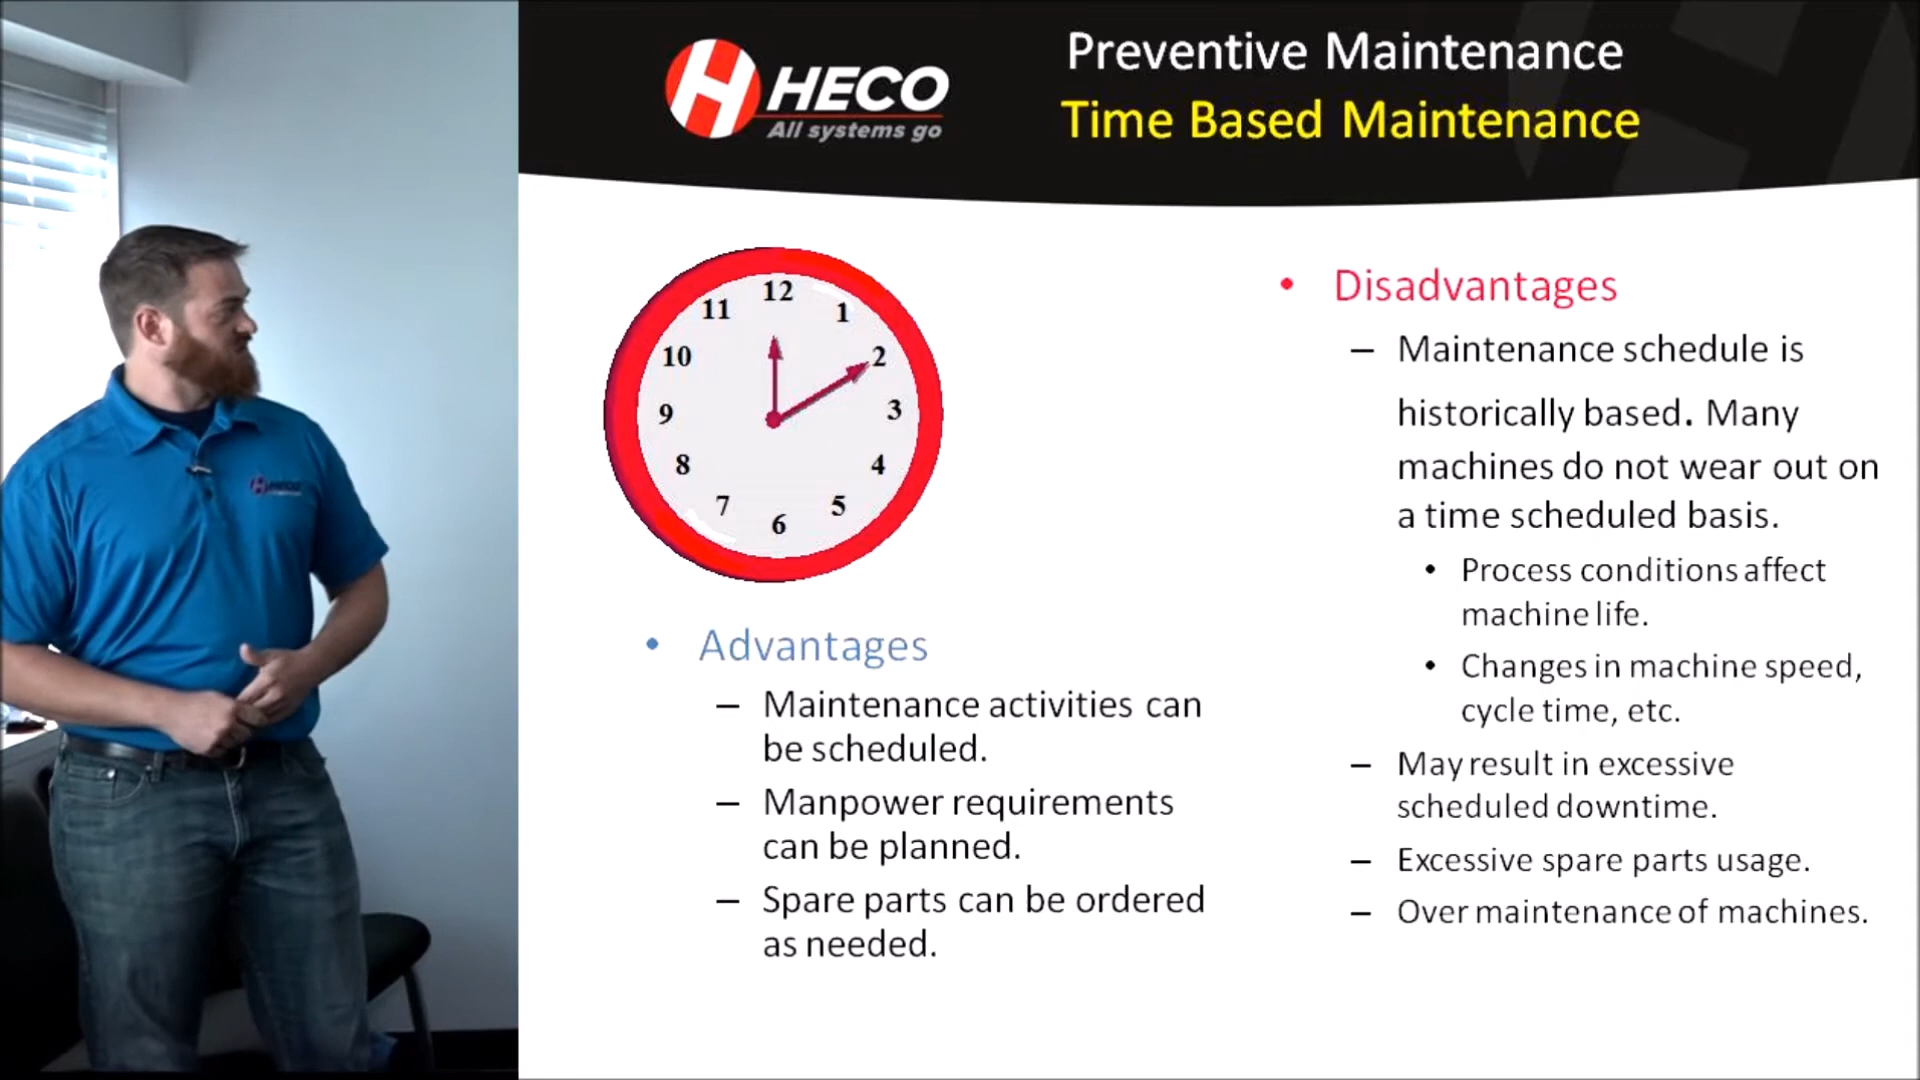 HECO
All systems go
Preventive Maintenance
Time Based Maintenance
HECO
12
1
2
3
4
5
6
7
8
9
10
11
• Advantages
– Maintenance activities can
be scheduled.
– Manpower requirements
can be planned.
– Spare parts can be ordered
as needed.
• Disadvantages
– Maintenance schedule is
historically based. Many
machines do not wear out on
a time scheduled basis.
• Process conditions affect
machine life.
• Changes in machine speed,
cycle time, etc.
– May result in excessive
scheduled downtime.
– Excessive spare parts usage.
– Over maintenance of machines.